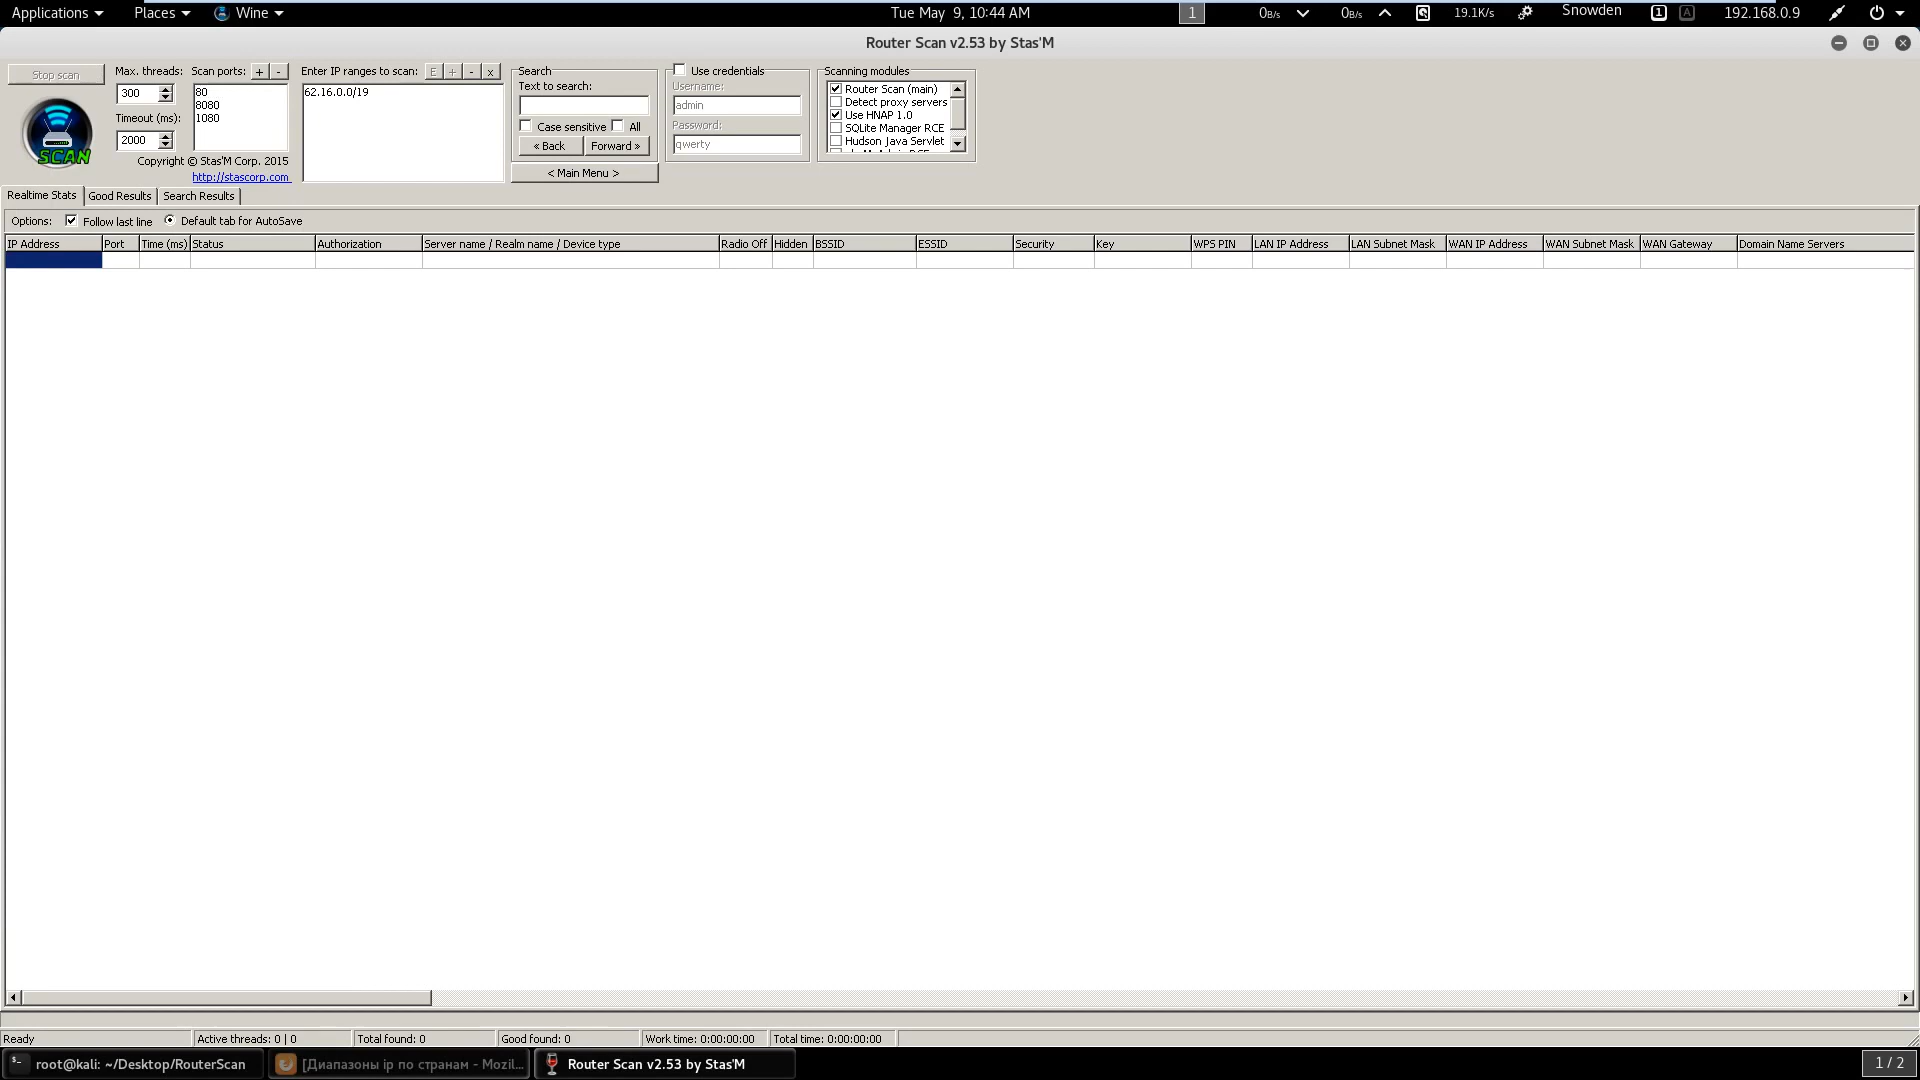 Applications Places Wine Tue May 9, 10:44 AM 1 0B/s 0B/s 19.1K/s Snowden 1 A 192.168.0.9
Router Scan v2.53 by Stas'M
Stop scan
Max. threads:
300
Timeout (ms):
2000
SCAN
Scan ports: + -
80
8080
1080
Copyright © Stas'M Corp. 2015
http://stascorp.com
Enter IP ranges to scan: E + - x
62.16.0.0/19
Search
Text to search:
Case sensitive All
« Back Forward »
< Main Menu >
Use credentials
Username:
admin
Password:
qwerty
Scanning modules
Router Scan (main)
Detect proxy servers
Use HNAP 1.0
SQLite Manager RCE
Hudson Java Servlet
Realtime Stats Good Results Search Results
Options: Follow last line Default tab for AutoSave
IP Address Port Time (ms) Status Authorization Server name / Realm name / Device type Radio Off Hidden BSSID ESSID Security Key WPS PIN LAN IP Address LAN Subnet Mask WAN IP Address WAN Subnet Mask WAN Gateway Domain Name Servers
Ready Active threads: 0 | 0 Total found: 0 Good found: 0 Work time: 0:00:00:00 Total time: 0:00:00:00
root@kali: ~/Desktop/RouterScan [Диапазоны ip по странам - Mozil... Router Scan v2.53 by Stas'M 1 / 2